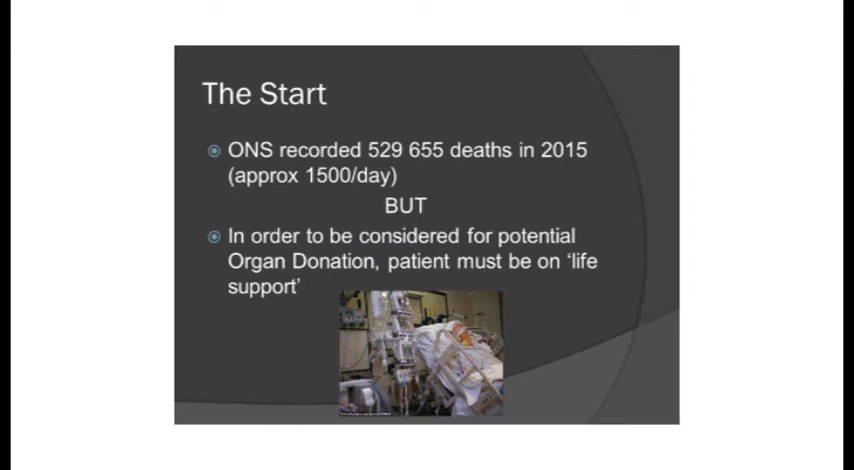 The Start
ONS recorded 529 655 deaths in 2015
(approx 1500/day)
BUT
In order to be considered for potential
Organ Donation, patient must be on ‘life
support’